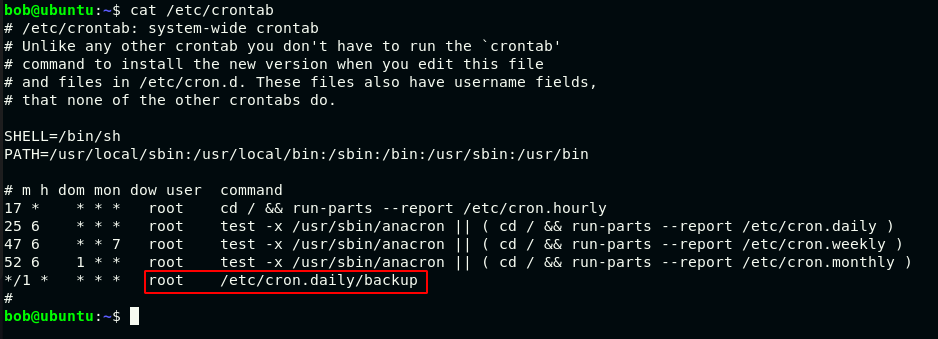 bob@ubuntu:~$ cat /etc/crontab
# /etc/crontab: system-wide crontab
# Unlike any other crontab you don't have to run the `crontab'
# command to install the new version when you edit this file
# and files in /etc/cron.d. These files also have username fields,
# that none of the other crontabs do.

SHELL=/bin/sh
PATH=/usr/local/sbin:/usr/local/bin:/sbin:/bin:/usr/sbin:/usr/bin

# m h dom mon dow user  command
17 *    * * *   root    cd / && run-parts --report /etc/cron.hourly
25 6    * * *   root    test -x /usr/sbin/anacron || ( cd / && run-parts --report /etc/cron.daily )
47 6    * * 7   root    test -x /usr/sbin/anacron || ( cd / && run-parts --report /etc/cron.weekly )
52 6    1 * *   root    test -x /usr/sbin/anacron || ( cd / && run-parts --report /etc/cron.monthly )
*/1 *   * * *   root    /etc/cron.daily/backup
#
bob@ubuntu:~$